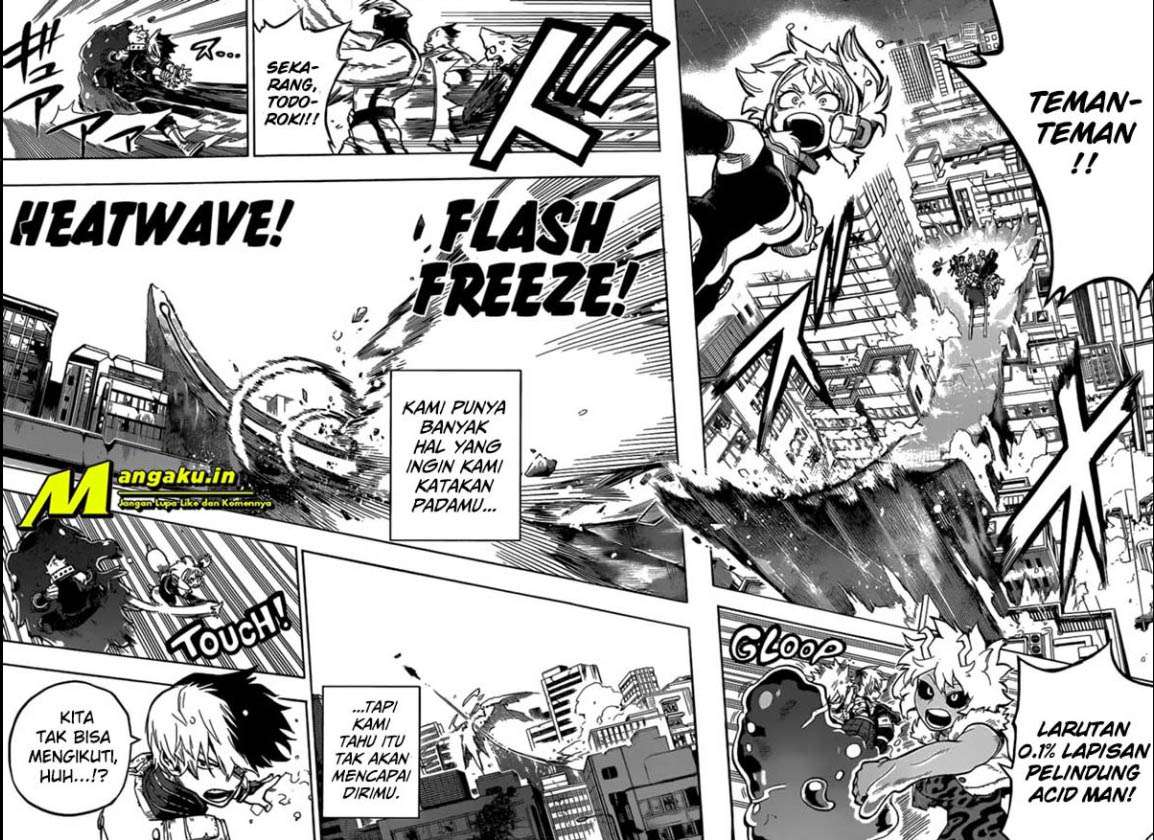 TEMAN-
TEMAN
!!
LARUTAN
0.1% LAPISAN
PELINDUNG
ACID MAN!
GLOOP
ドッ
SEKA-
RANG,
TODO-
ROKI!!
FLASH
FREEZE!
HEATWAVE!
KAMI PUNYA
BANYAK
HAL YANG
INGIN KAMI
KATAKAN
PADAMU...
Mangaku.in
Jangan Lupa Like dan Komennya
...TAPI
KAMI
TAHU ITU
TAK AKAN
MENCAPAI
DIRIMU.
TOUCH!
KITA
TAK BISA
MENGIKUTI,
HUH...!?